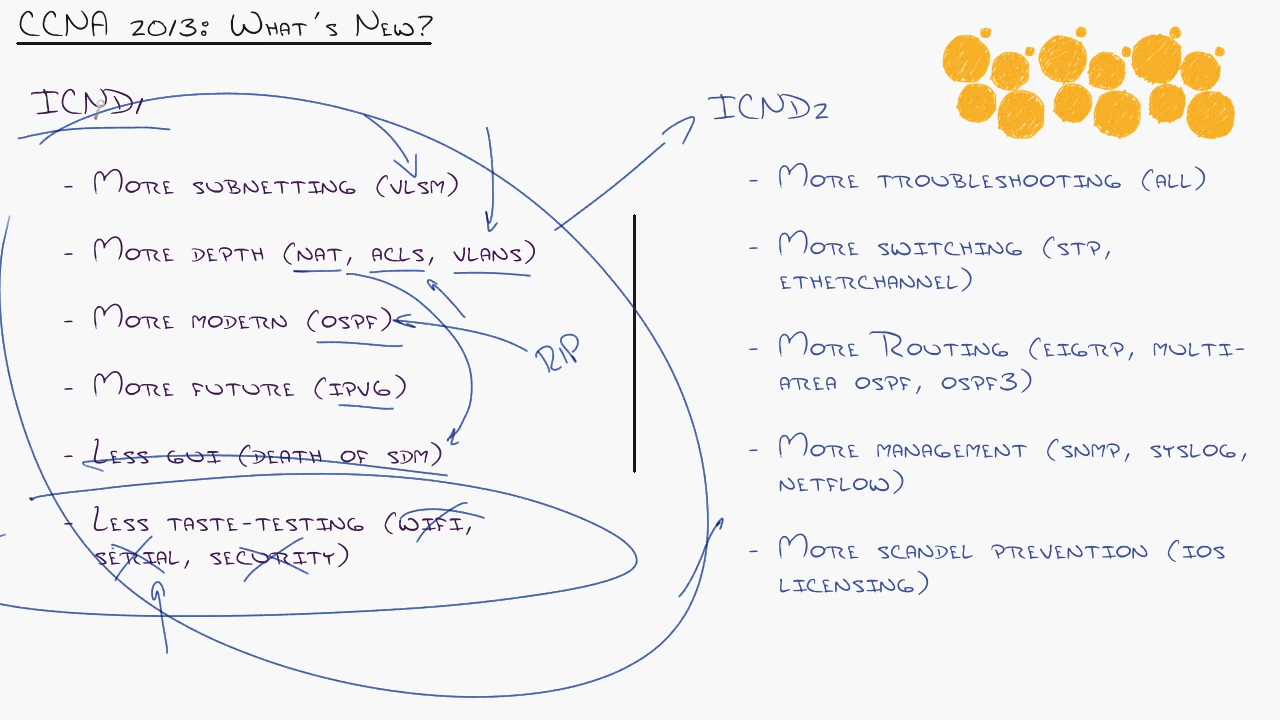 CCNA 2013: What's New?
ICND1
- More subnetting (VLSM)
- More depth (NAT, ACLs, VLANs)
- More modern (OSPF)
RIP
- More future (IPv6)
- Less GUI (Death of SDM)
- Less taste-testing (WiFi,
serial, security)
ICND2
- More troubleshooting (all)
- More switching (STP,
Etherchannel)
- More Routing (EIGRP, Multi-
area OSPF, OSPF3)
- More management (SNMP, Syslog,
Netflow)
- More scandel prevention (IOS
licensing)